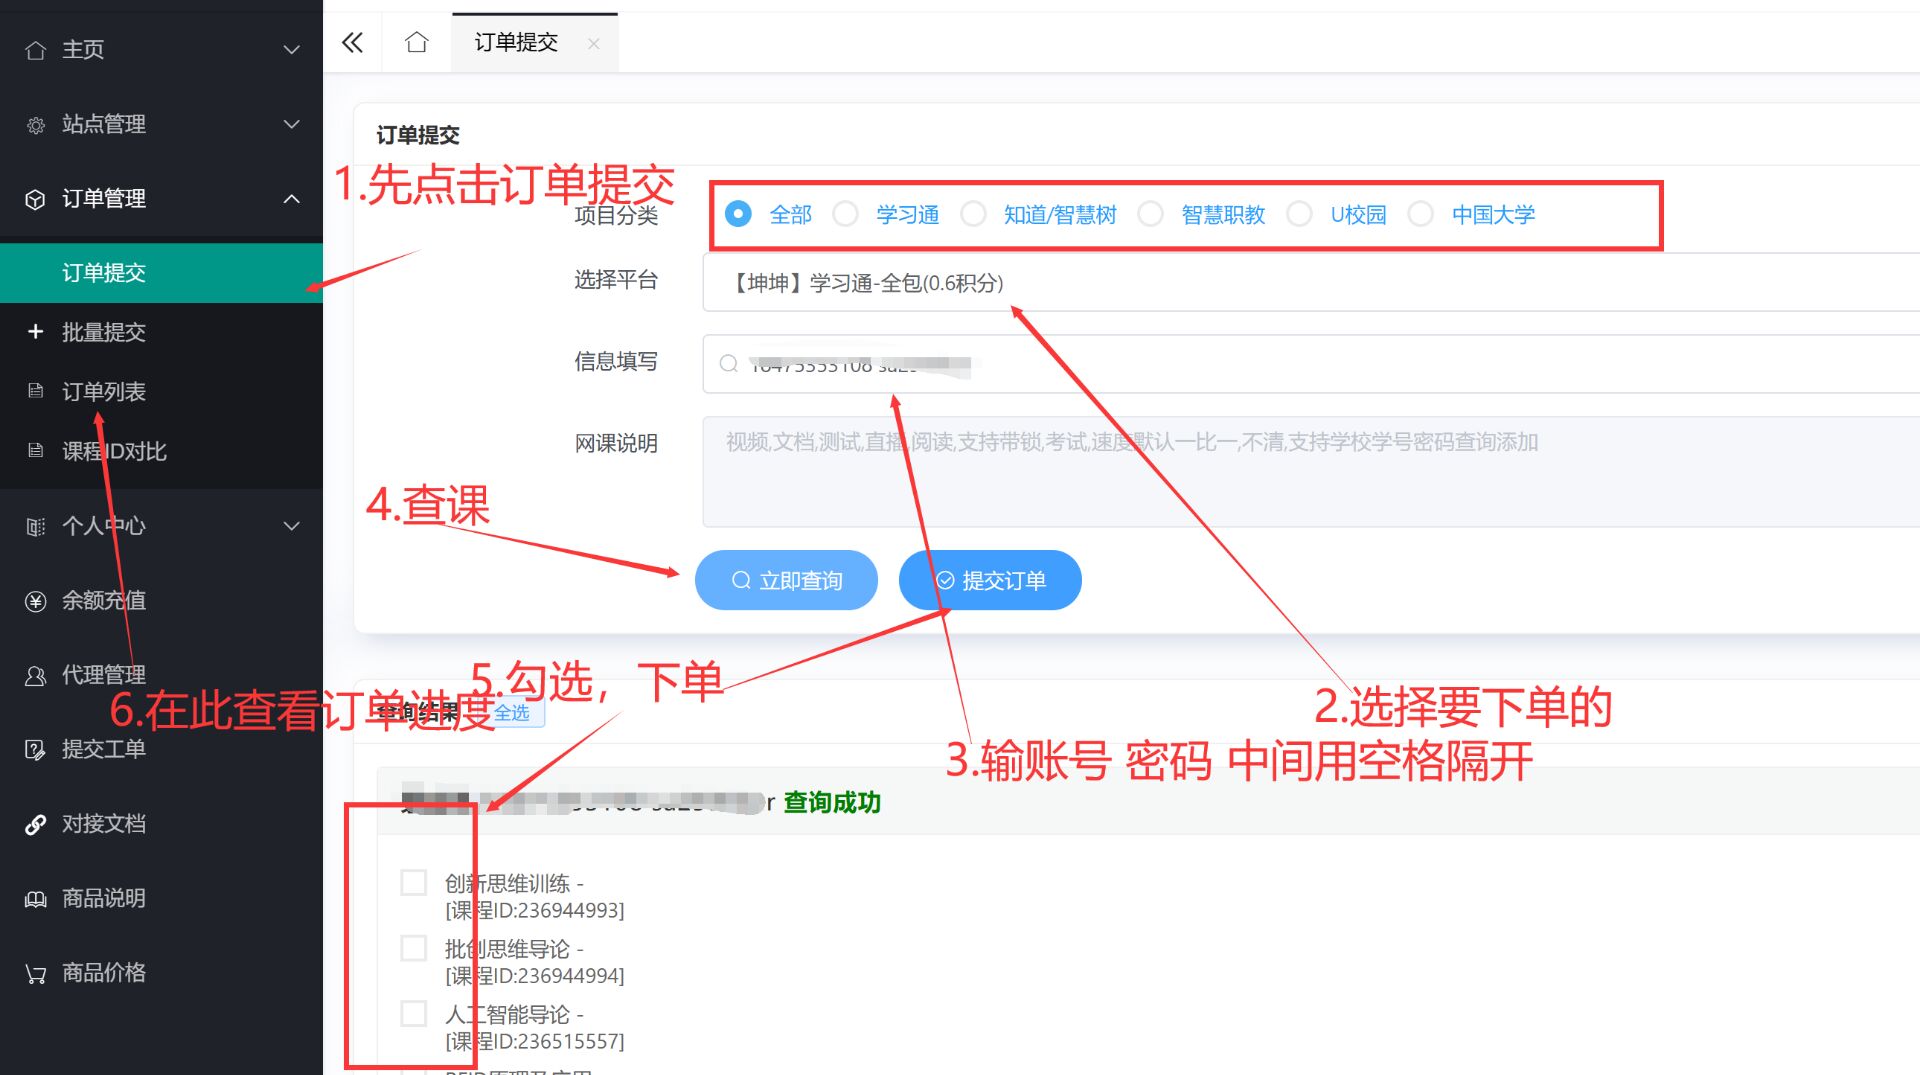 主页
站点管理
订单管理
订单提交
批量提交
订单列表
课程ID对比
个人中心
余额充值
代理管理
提交工单
对接文档
商品说明
商品价格
订单提交
订单提交
1.先点击订单提交
项目分类 全部 学习通 知道/智慧树 智慧职教 U校园 中国大学
选择平台 【坤坤】学习通-全包(0.6积分)
信息填写
网课说明 视频,文档,测试,直播,阅读,支持带锁,考试,速度默认一比一,不清,支持学校学号密码查询添加
4.查课
立即查询 提交订单
5.勾选，下单
2.选择要下单的
6.在此查看订单进度
查询结果 全选
3.输账号 密码 中间用空格隔开
r 查询成功
创新思维训练 -
[课程ID:236944993]
批创思维导论 -
[课程ID:236944994]
人工智能导论 -
[课程ID:236515557]